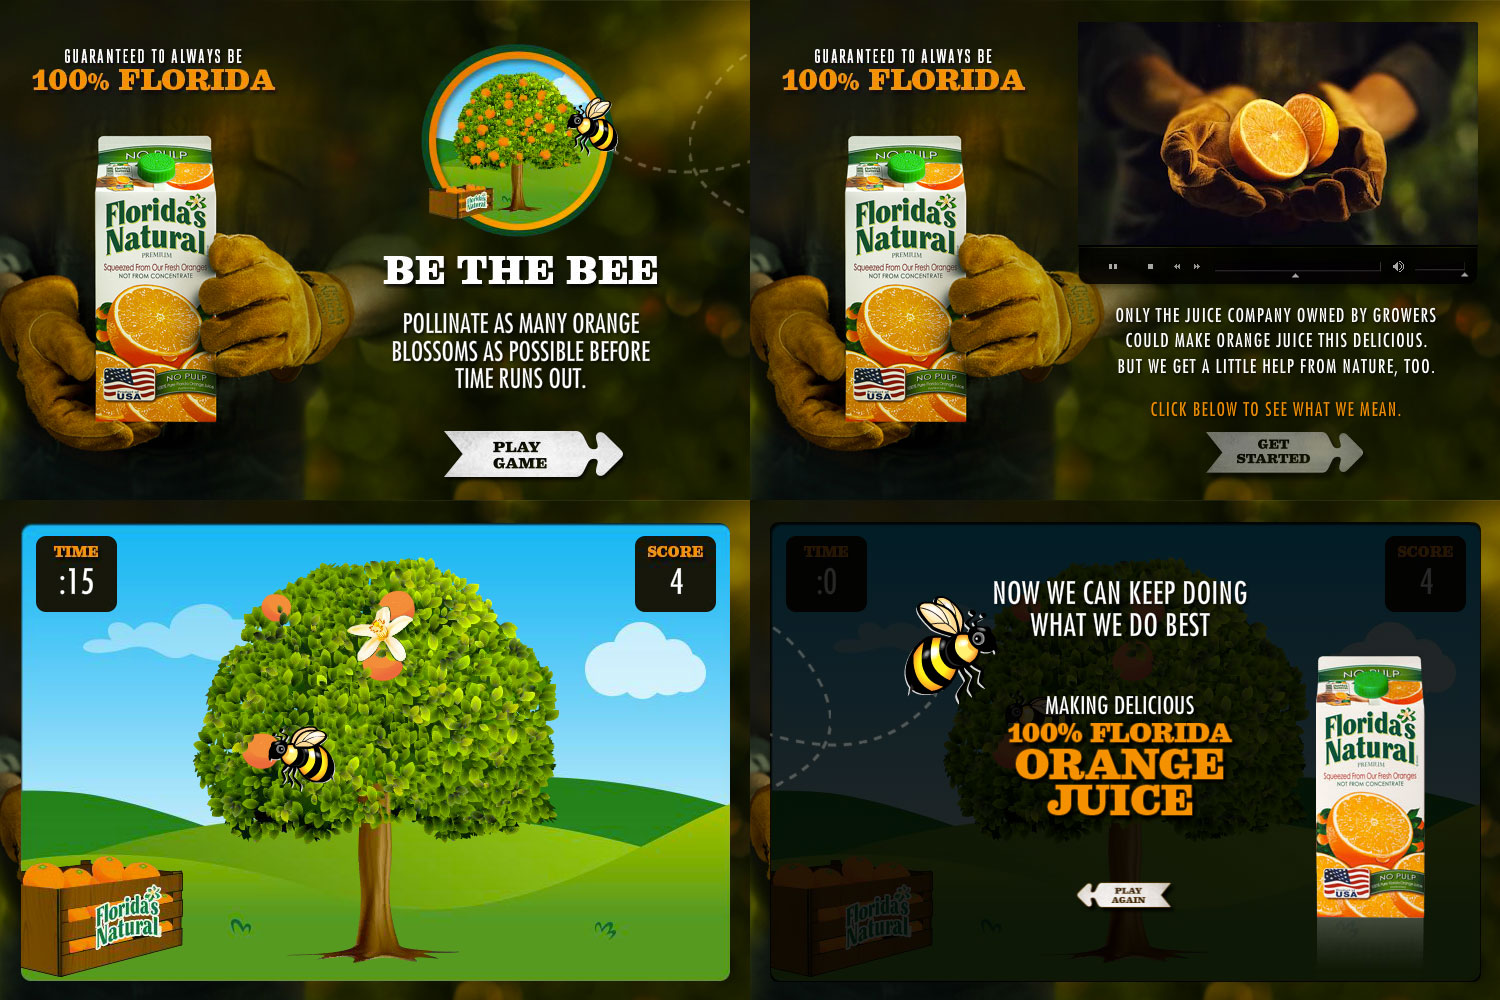 GUARANTEED TO ALWAYS BE
100% FLORIDA
NO PULP
Florida's
Natural
PREMIUM
Squeezed From Our Fresh Oranges
NOT FROM CONCENTRATE
NO PULP
USA
Florida's
Natural
BE THE BEE
POLLINATE AS MANY ORANGE
BLOSSOMS AS POSSIBLE BEFORE
TIME RUNS OUT.
PLAY
GAME
GUARANTEED TO ALWAYS BE
100% FLORIDA
NO PULP
Florida's
Natural
PREMIUM
Squeezed From Our Fresh Oranges
NOT FROM CONCENTRATE
NO PULP
USA
ONLY THE JUICE COMPANY OWNED BY GROWERS
COULD MAKE ORANGE JUICE THIS DELICIOUS.
BUT WE GET A LITTLE HELP FROM NATURE, TOO.
CLICK BELOW TO SEE WHAT WE MEAN.
GET
STARTED
TIME
:15
SCORE
4
Florida's
Natural
TIME
:0
SCORE
4
NOW WE CAN KEEP DOING
WHAT WE DO BEST
MAKING DELICIOUS
100% FLORIDA
ORANGE
JUICE
PLAY
AGAIN
Florida's
Natural
NO PULP
Florida's
Natural
PREMIUM
Squeezed From Our Fresh Oranges
NOT FROM CONCENTRATE
NO PULP
USA